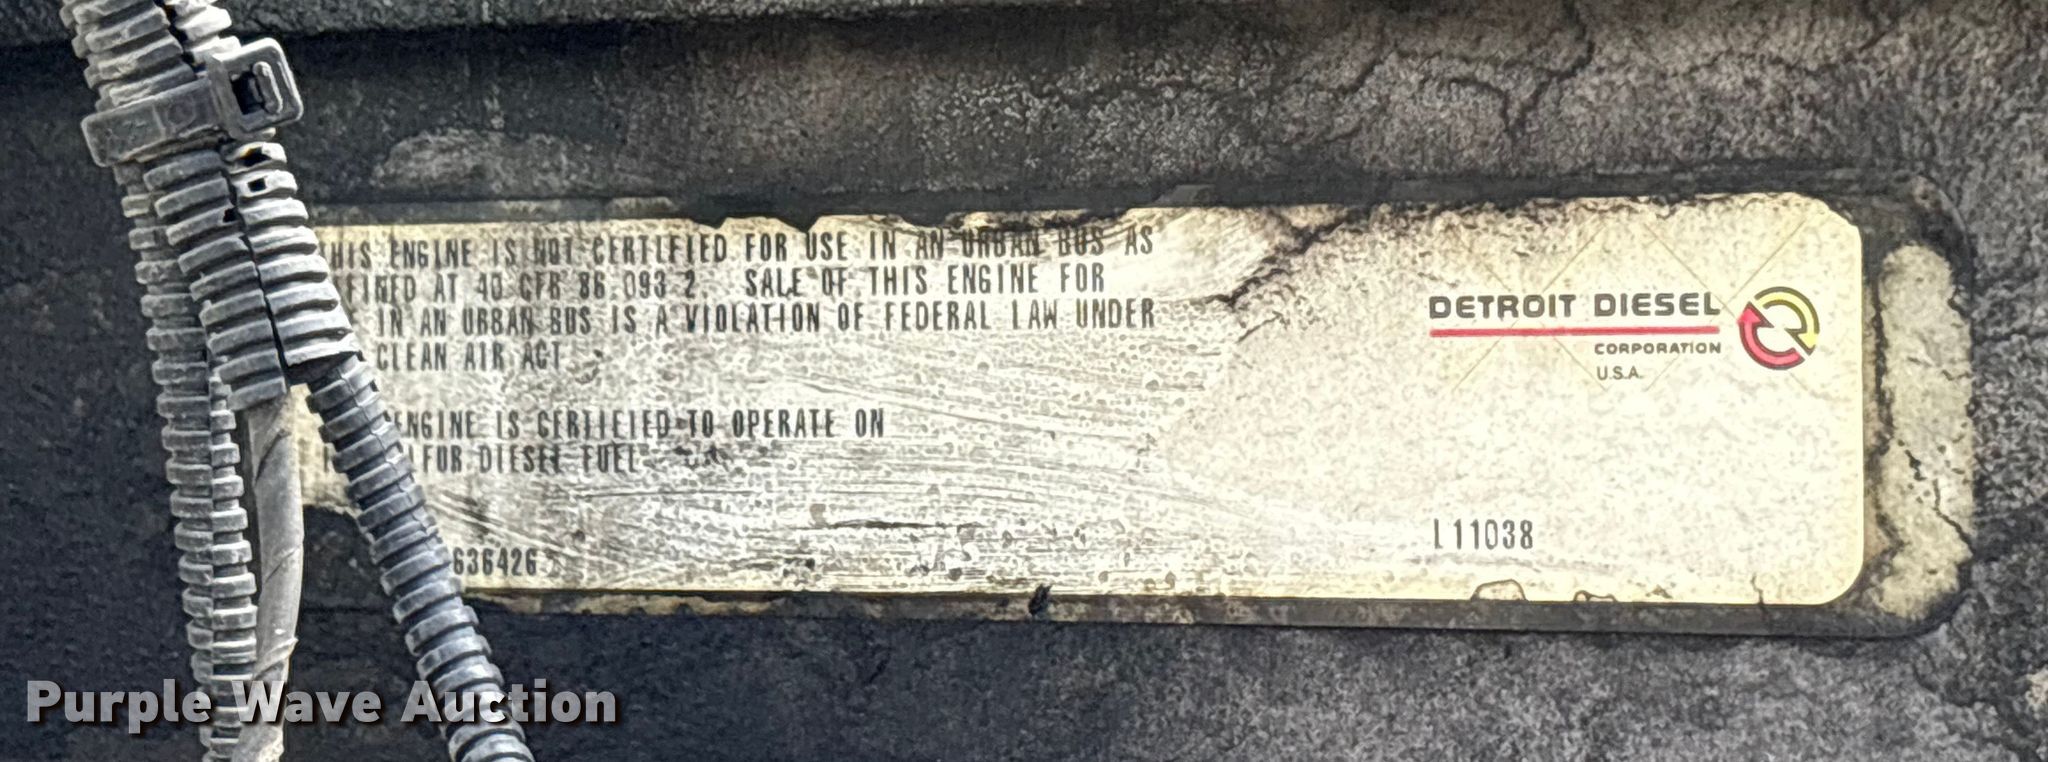 THIS ENGINE IS NOT CERTIFIED FOR USE IN AN URBAN BUS AS
AT 40 CFR 86.093 2. SALE OF THIS ENGINE FOR
IN AN URBAN BUS IS A VIOLATION OF FEDERAL LAW UNDER
CLEAN AIR ACT
ENGINE IS CERTIFIED TO OPERATE ON
FOR DIESEL FUEL
636426
DETROIT DIESEL
CORPORATION
U.S.A.
L11038
Purple Wave Auction